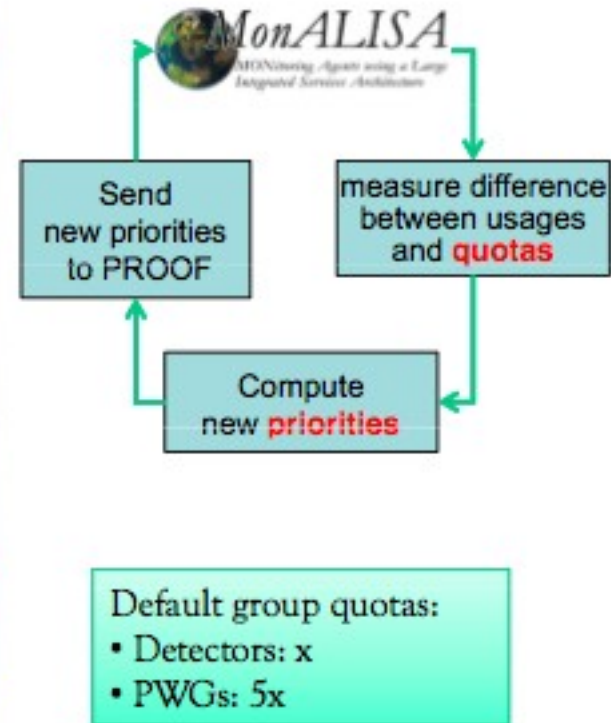 MonALISA
MONitoring Agents using a Large
Integrated Services Architecture
Send
new priorities
to PROOF
measure difference
between usages
and quotas
Compute
new priorities
Default group quotas:
• Detectors: x
• PWGs: 5x